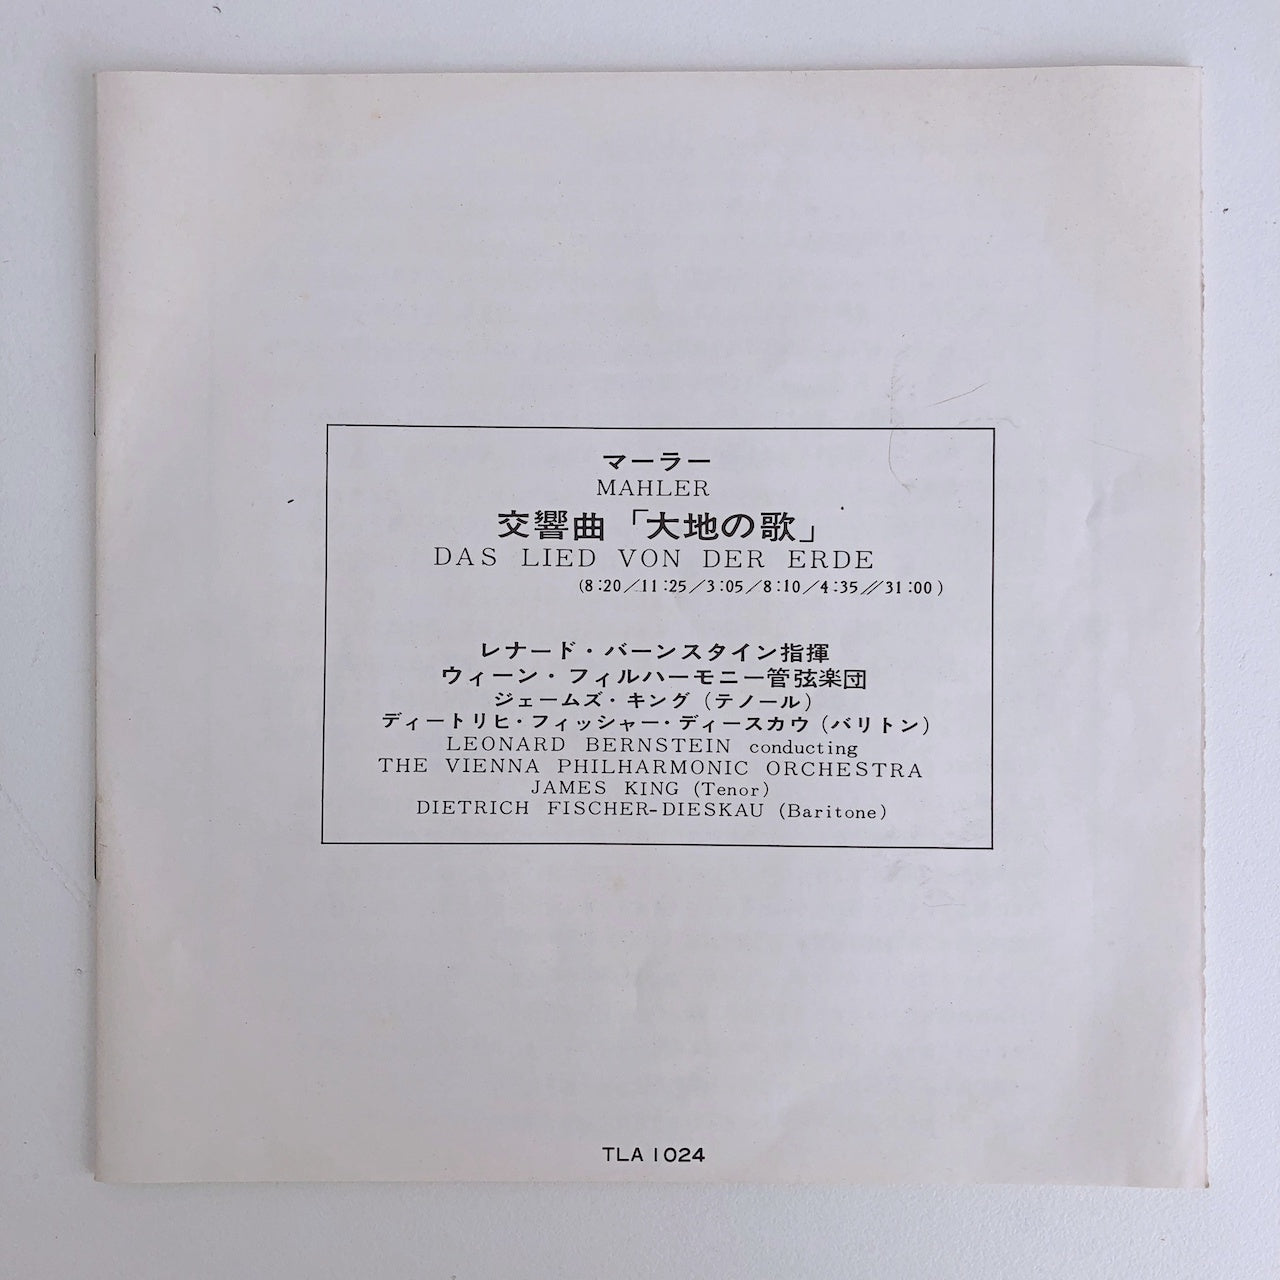 マーラー
MAHLER
交響曲「大地の歌」
DAS LIED VON DER ERDE
(8:20／11:25／3:05／8:10／4:35∥31:00)
レナード・バーンスタイン指揮
ウィーン・フィルハーモニー管弦楽団
ジェームズ・キング(テノール)
ディートリヒ・フィッシャー・ディースカウ(バリトン)
LEONARD BERNSTEIN conducting
THE VIENNA PHILHARMONIC ORCHESTRA
JAMES KING (Tenor)
DIETRICH FISCHER-DIESKAU (Baritone)
TLA 1024